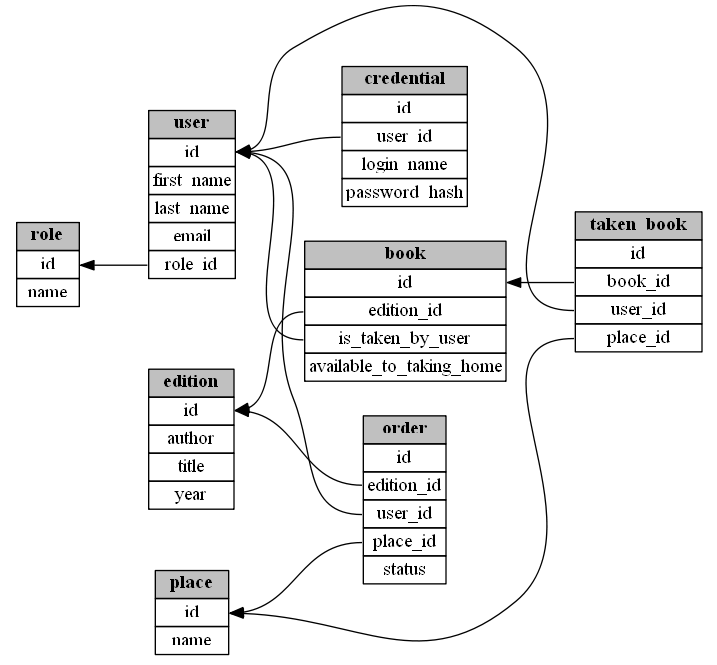 role
id
name
user
id
first_name
last_name
email
role_id
edition
id
author
title
year
place
id
name
credential
id
user_id
login_name
password_hash
book
id
edition_id
is_taken_by_user
available_to_taking_home
order
id
edition_id
user_id
place_id
status
taken_book
id
book_id
user_id
place_id